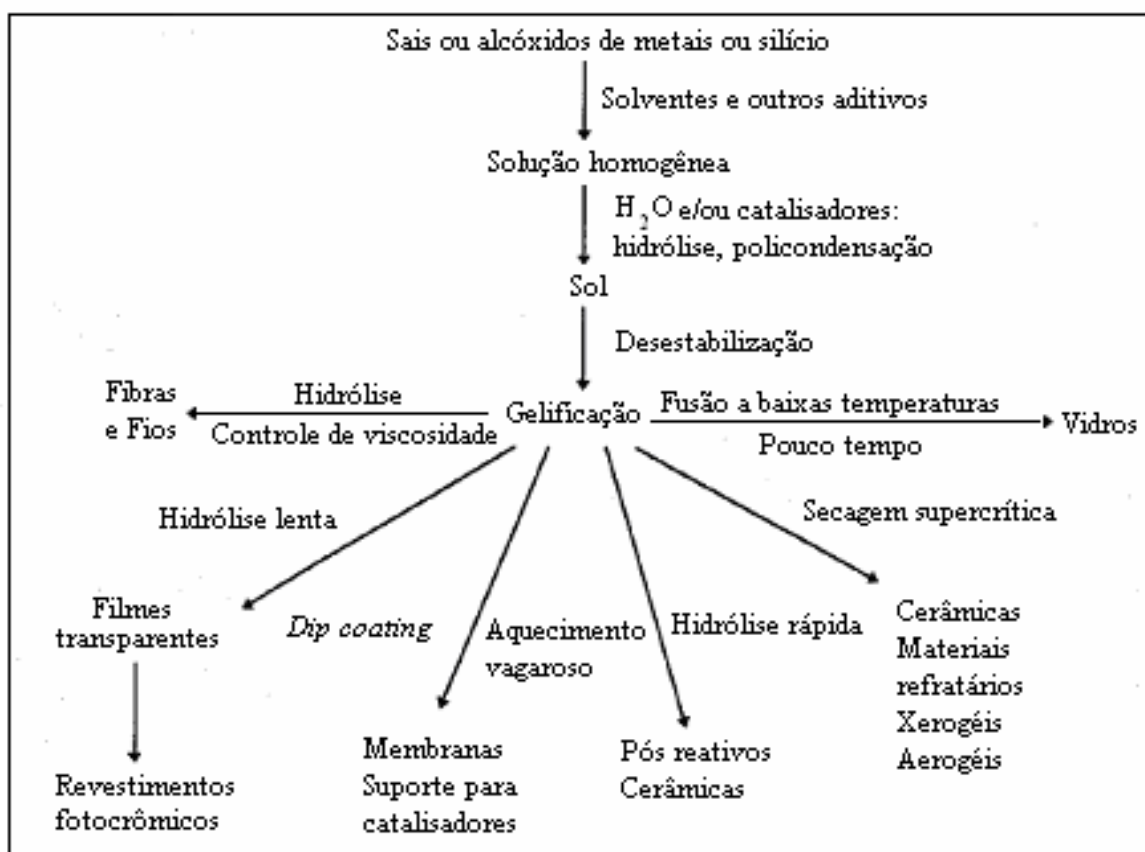 Sais ou alcóxidos de metais ou silício
Solventes e outros aditivos
Solução homogênea
H₂O e/ou catalisadores:
hidrólise, policondensação
Sol
Desestabilização
Fibras
e Fios
Hidrólise
Controle de viscosidade
Gelificação
Fusão a baixas temperaturas
Pouco tempo
Vidros
Hidrólise lenta
Secagem supercrítica
Filmes
transparentes
Dip coating
Aquecimento
vagaroso
Hidrólise rápida
Cerâmicas
Materiais
refratários
Xerogéis
Aerogéis
Revestimentos
fotocrômicos
Membranas
Suporte para
catalisadores
Pós reativos
Cerâmicas